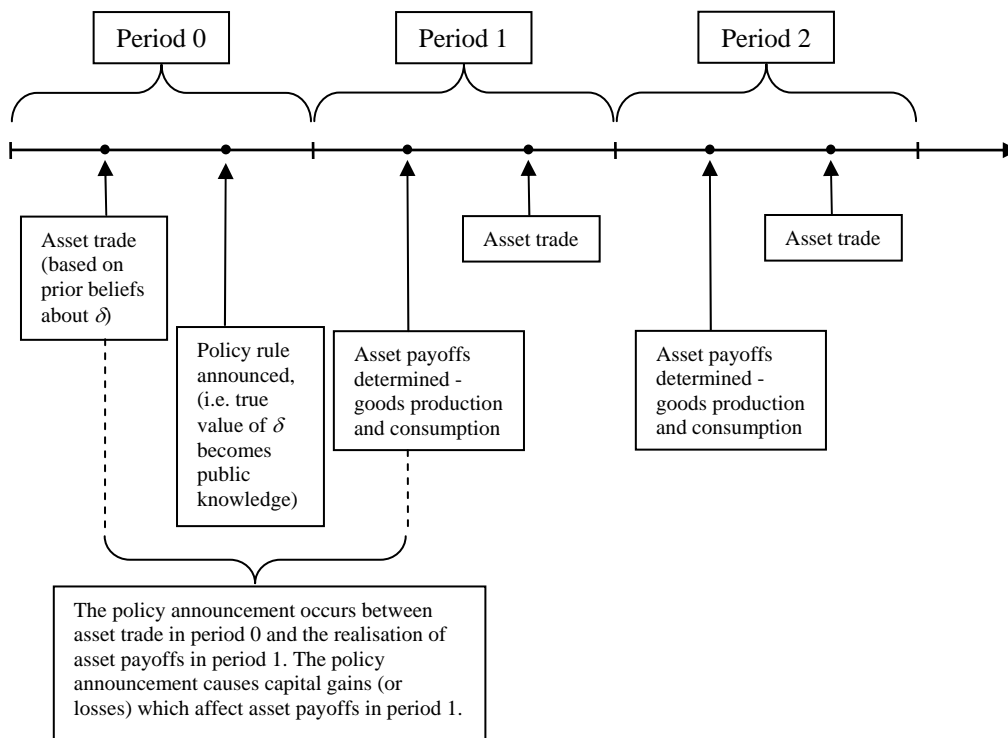 Period 0
Period 1
Period 2
Asset trade
(based on
prior beliefs
about δ)
Policy rule
announced,
(i.e. true
value of δ
becomes
public
knowledge)
Asset payoffs
determined -
goods production
and consumption
Asset trade
Asset payoffs
determined -
goods production
and consumption
Asset trade
The policy announcement occurs between
asset trade in period 0 and the realisation of
asset payoffs in period 1. The policy
announcement causes capital gains (or
losses) which affect asset payoffs in period 1.